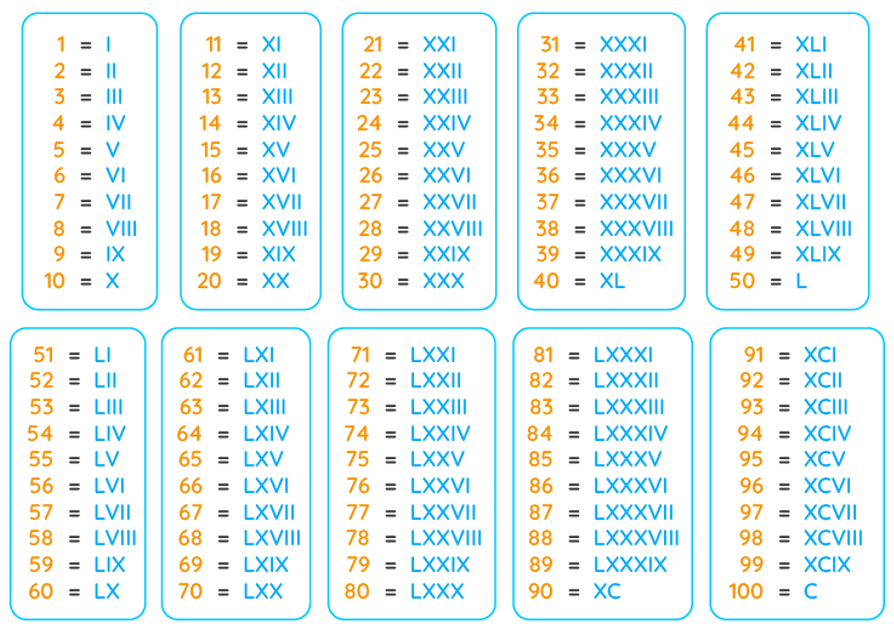 1 = I
2 = II
3 = III
4 = IV
5 = V
6 = VI
7 = VII
8 = VIII
9 = IX
10 = X
11 = XI
12 = XII
13 = XIII
14 = XIV
15 = XV
16 = XVI
17 = XVII
18 = XVIII
19 = XIX
20 = XX
21 = XXI
22 = XXII
23 = XXIII
24 = XXIV
25 = XXV
26 = XXVI
27 = XXVII
28 = XXVIII
29 = XXIX
30 = XXX
31 = XXXI
32 = XXXII
33 = XXXIII
34 = XXXIV
35 = XXXV
36 = XXXVI
37 = XXXVII
38 = XXXVIII
39 = XXXIX
40 = XL
41 = XLI
42 = XLII
43 = XLIII
44 = XLIV
45 = XLV
46 = XLVI
47 = XLVII
48 = XLVIII
49 = XLIX
50 = L
51 = LI
52 = LII
53 = LIII
54 = LIV
55 = LV
56 = LVI
57 = LVII
58 = LVIII
59 = LIX
60 = LX
61 = LXI
62 = LXII
63 = LXIII
64 = LXIV
65 = LXV
66 = LXVI
67 = LXVII
68 = LXVIII
69 = LXIX
70 = LXX
71 = LXXI
72 = LXXII
73 = LXXIII
74 = LXXIV
75 = LXXV
76 = LXXVI
77 = LXXVII
78 = LXXVIII
79 = LXXIX
80 = LXXX
81 = LXXXI
82 = LXXXII
83 = LXXXIII
84 = LXXXIV
85 = LXXXV
86 = LXXXVI
87 = LXXXVII
88 = LXXXVIII
89 = LXXXIX
90 = XC
91 = XCI
92 = XCII
93 = XCIII
94 = XCIV
95 = XCV
96 = XCVI
97 = XCVII
98 = XCVIII
99 = XCIX
100 = C